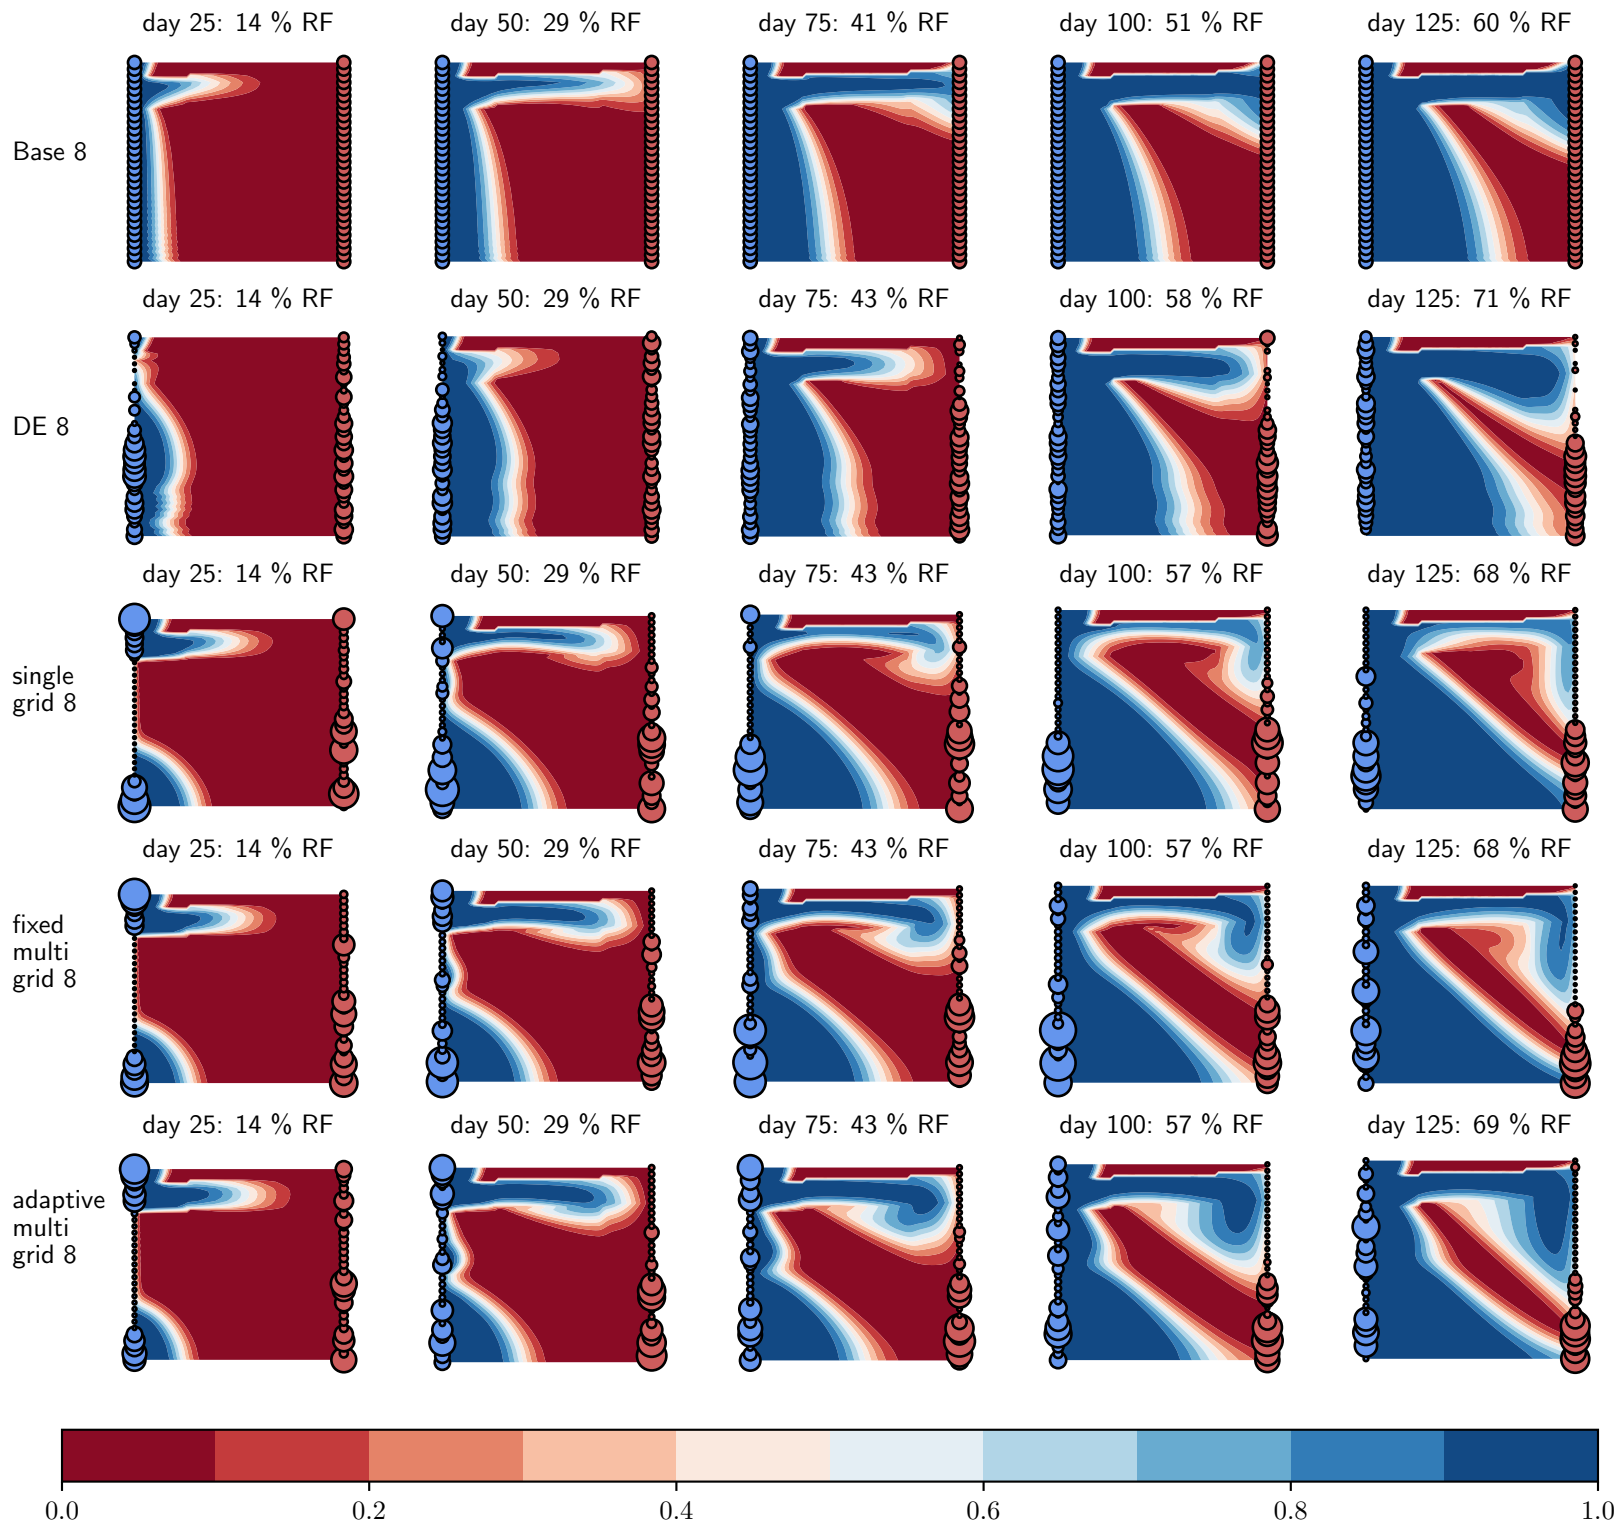 day 25: 14 % RF
day 50: 29 % RF
day 75: 41 % RF
day 100: 51 % RF
day 125: 60 % RF
Base 8
day 25: 14 % RF
day 50: 29 % RF
day 75: 43 % RF
day 100: 58 % RF
day 125: 71 % RF
DE 8
day 25: 14 % RF
day 50: 29 % RF
day 75: 43 % RF
day 100: 57 % RF
day 125: 68 % RF
single
grid 8
day 25: 14 % RF
day 50: 29 % RF
day 75: 43 % RF
day 100: 57 % RF
day 125: 68 % RF
fixed
multi
grid 8
day 25: 14 % RF
day 50: 29 % RF
day 75: 43 % RF
day 100: 57 % RF
day 125: 69 % RF
adaptive
multi
grid 8
0.0
0.2
0.4
0.6
0.8
1.0